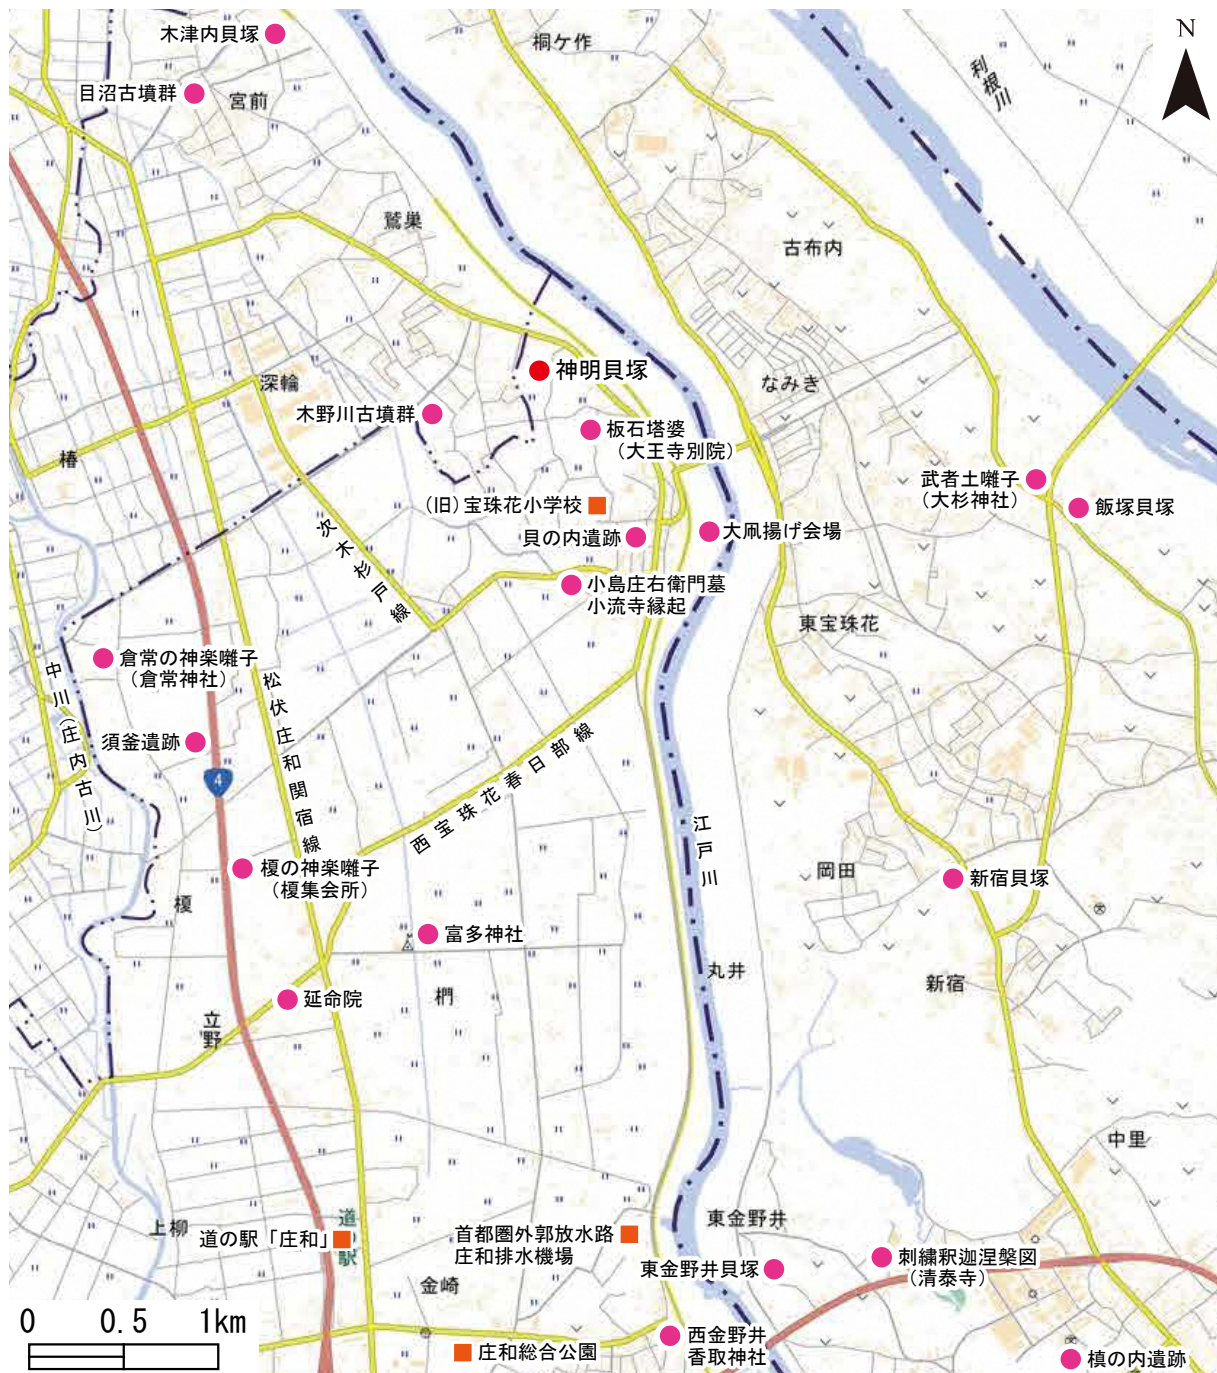 木津内貝塚
桐ケ作
N
利根川
目沼古墳群
宮前
鷲巣
古布内
神明貝塚
なみき
深輪
木野川古墳群
板石塔婆
（大王寺別院）
椿
武者土囃子
（大杉神社）
飯塚貝塚
（旧）宝珠花小学校
次木杉戸線
貝の内遺跡
大凧揚げ会場
小島庄右衛門墓
小流寺縁起
東宝珠花
倉常の神楽囃子
（倉常神社）
中川（庄内古川）
松伏庄和関宿線
須釜遺跡
4
西宝珠花春日部線
江戸川
榎の神楽囃子
（榎集会所）
岡田
新宿貝塚
榎
富多神社
丸井
新宿
椚
延命院
立野
中里
上柳
道の駅
道の駅「庄和」
首都圏外郭放水路
庄和排水機場
東金野井
東金野井貝塚
刺繍釈迦涅槃図
（清泰寺）
金崎
0 0.5 1km
西金野井
香取神社
庄和総合公園
槙の内遺跡